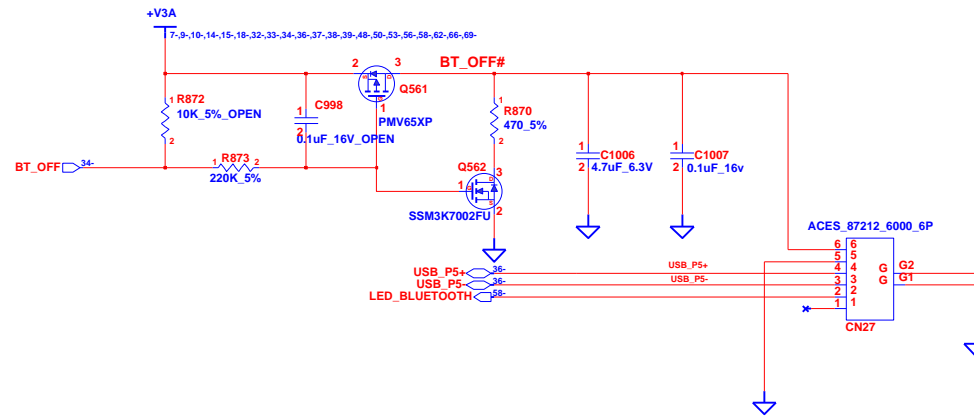 +V3A
7-,9-,10-,14-,15-,18-,32-,33-,34-,36-,37-,38-,39-,48-,50-,53-,56-,58-,62-,66-,69-
2
3
BT_OFF#
S
D
Q561
1
PMV65XP
1
R872
10K_5%_OPEN
2
1
C998
2
0.1uF_16V_OPEN
1
R870
470_5%
2
BT_OFF
34-
1
R873
2
220K_5%
Q562
3
D
1
S
2
SSM3K7002FU
1
C1006
2
4.7uF_6.3V
1
C1007
2
0.1uF_16v
ACES_87212_6000_6P
6
6
5
5
4
4
3
3
2
2
1
1
G
G2
G
G1
CN27
USB_P5+
36-
USB_P5+
USB_P5-
36-
USB_P5-
LED_BLUETOOTH
58-